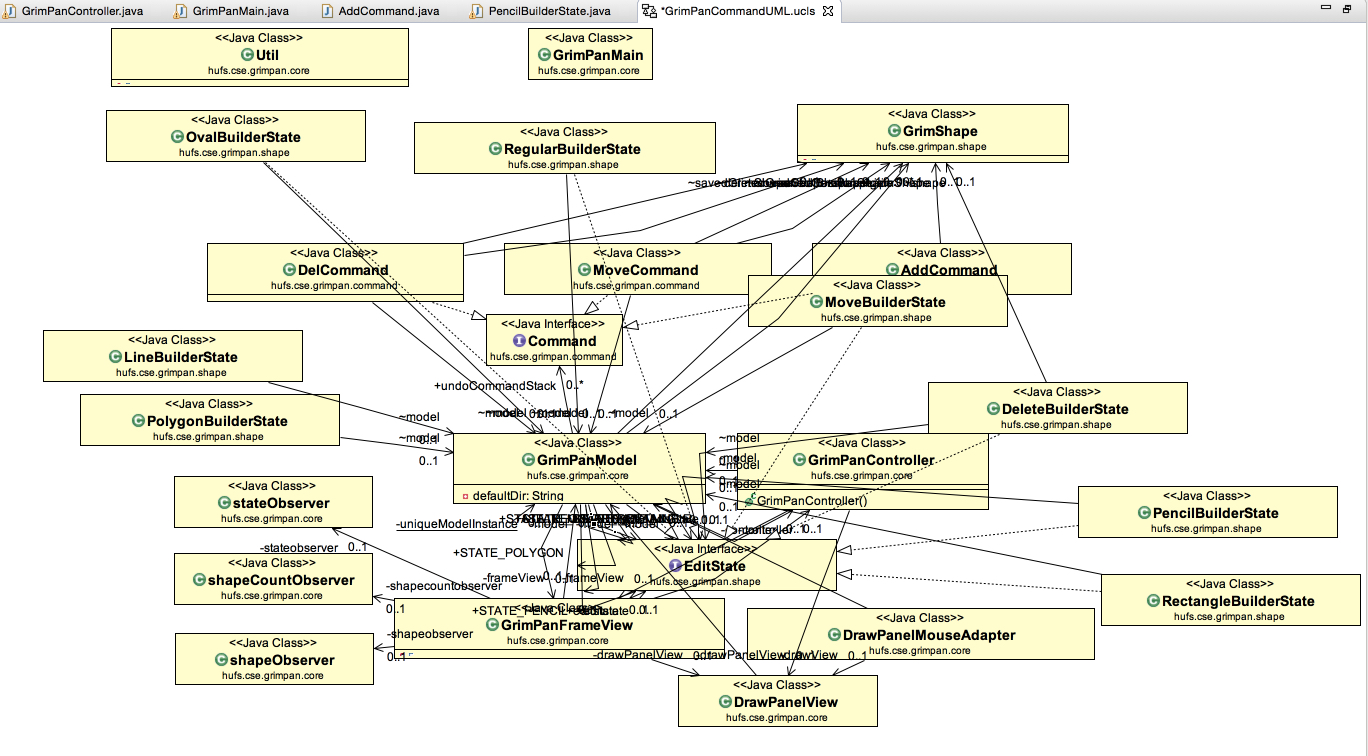 GrimPanController.java
GrimPanMain.java
AddCommand.java
PencilBuilderState.java
*GrimPanCommandUML.ucls
<<Java Class>>
Util
hufs.cse.grimpan.core
<<Java Class>>
GrimPanMain
hufs.cse.grimpan.core
<<Java Class>>
OvalBuilderState
hufs.cse.grimpan.shape
<<Java Class>>
RegularBuilderState
hufs.cse.grimpan.shape
<<Java Class>>
GrimShape
hufs.cse.grimpan.shape
0..1
<<Java Class>>
DelCommand
hufs.cse.grimpan.command
<<Java Class>>
MoveCommand
hufs.cse.grimpan.command
<<Java Class>>
AddCommand
<<Java Class>>
MoveBuilderState
hufs.cse.grimpan.shape
<<Java Interface>>
Command
hufs.cse.grimpan.command
<<Java Class>>
LineBuilderState
hufs.cse.grimpan.shape
+undoCommandStack
0..*
<<Java Class>>
PolygonBuilderState
hufs.cse.grimpan.shape
<<Java Class>>
DeleteBuilderState
hufs.cse.grimpan.shape
~model
~model
0..1
~model
0..1
<<Java Class>>
GrimPanModel
hufs.cse.grimpan.core
defaultDir: String
~model
~model
0..1
<<Java Class>>
GrimPanController
hufs.cse.grimpan.core
GrimPanController()
<<Java Class>>
stateObserver
hufs.cse.grimpan.core
<<Java Class>>
PencilBuilderState
hufs.cse.grimpan.shape
-uniqueModelInstance
-stateobserver
0..1
+STATE_POLYGON
<<Java Interface>>
EditState
hufs.cse.grimpan.shape
<<Java Class>>
shapeCountObserver
hufs.cse.grimpan.core
-shapecountobserver
0..1
-frameView
-frameView
0..1
<<Java Class>>
RectangleBuilderState
hufs.cse.grimpan.shape
+STATE_PENCIL
<<Java Class>>
GrimPanFrameView
hufs.cse.grimpan.core
<<Java Class>>
DrawPanelMouseAdapter
hufs.cse.grimpan.core
<<Java Class>>
shapeObserver
hufs.cse.grimpan.core
-shapeobserver
0..1
-drawPanelView
-drawPanelView
0..1
<<Java Class>>
DrawPanelView
hufs.cse.grimpan.core